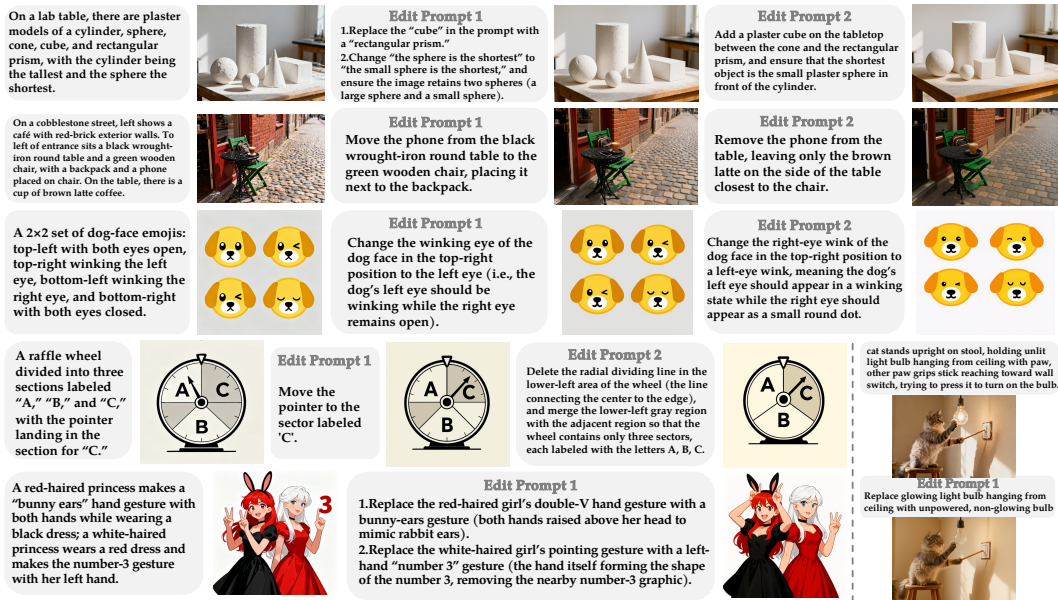 On a lab table, there are plaster
models of a cylinder, sphere,
cone, cube, and rectangular
prism, with the cylinder being
the tallest and the sphere the
shortest.
Edit Prompt 1
1.Replace the “cube” in the prompt with
a “rectangular prism.”
2.Change “the sphere is the shortest” to
“the small sphere is the shortest,” and
ensure the image retains two spheres (a
large sphere and a small sphere).
Edit Prompt 2
Add a plaster cube on the tabletop
between the cone and the rectangular
prism, and ensure that the shortest
object is the small plaster sphere in
front of the cylinder.
On a cobblestone street, left shows a
café with red-brick exterior walls. To
left of entrance sits a black wrought-
iron round table and a green wooden
chair, with a backpack and a phone
placed on chair. On the table, there is a
cup of brown latte coffee.
Edit Prompt 1
Move the phone from the black
wrought-iron round table to the
green wooden chair, placing it
next to the backpack.
Edit Prompt 2
Remove the phone from the
table, leaving only the brown
latte on the side of the table
closest to the chair.
A 2×2 set of dog-face emojis:
top-left with both eyes open,
top-right winking the left
eye, bottom-left winking the
right eye, and bottom-right
with both eyes closed.
Edit Prompt 1
Change the winking eye of the
dog face in the top-right
position to the left eye (i.e., the
dog's left eye should be
winking while the right eye
remains open).
Edit Prompt 2
Change the right-eye wink of the
dog face in the top-right position to
a left-eye wink, meaning the dog's
left eye should appear in a winking
state while the right eye should
appear as a small round dot.
A raffle wheel
divided into three
sections labeled
“A,” “B,” and “C,”
with the pointer
landing in the
section for “C.”
A
C
B
Edit Prompt 1
Move the
pointer to the
sector labeled
'C'.
A
C
B
Edit Prompt 2
Delete the radial dividing line in the
lower-left area of the wheel (the line
connecting the center to the edge),
and merge the lower-left gray region
with the adjacent region so that the
wheel contains only three sectors,
each labeled with the letters A, B, C.
A
C
B
cat stands upright on stool, holding unlit
light bulb hanging from ceiling with paw,
other paw grips stick reaching toward wall
switch, trying to press it to turn on the bulb.
Edit Prompt 1
Replace glowing light bulb hanging from
ceiling with unpowered, non-glowing bulb
A red-haired princess makes a
“bunny ears” hand gesture with
both hands while wearing a
black dress; a white-haired
princess wears a red dress and
makes the number-3 gesture
with her left hand.
3
Edit Prompt 1
1.Replace the red-haired girl's double-V hand gesture with a
bunny-ears gesture (both hands raised above her head to
mimic rabbit ears).
2.Replace the white-haired girl's pointing gesture with a left-
hand “number 3” gesture (the hand itself forming the shape
of the number 3, removing the nearby number-3 graphic).